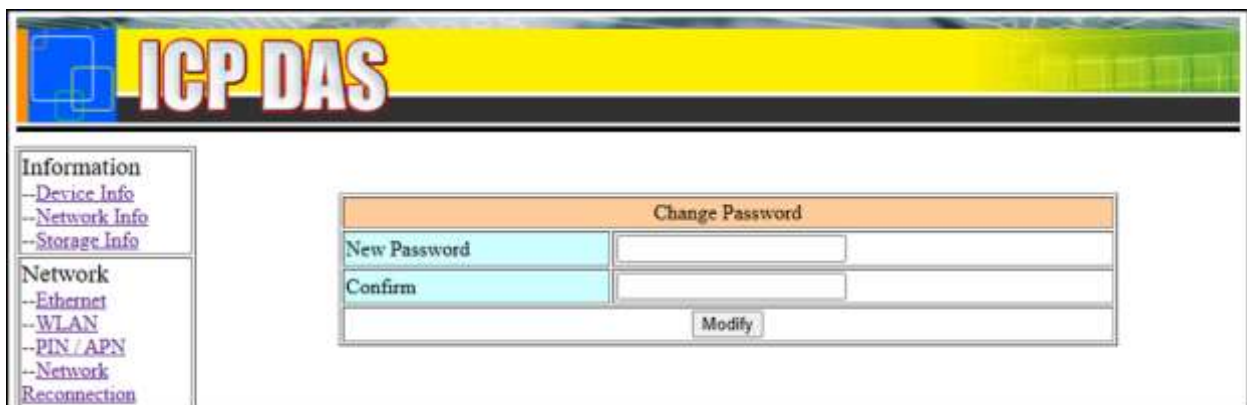 ICP DAS
Information
--Device Info
--Network Info
--Storage Info
Network
--Ethernet
--WLAN
--PIN / APN
--Network
Reconnection
Change Password
New Password
Confirm
Modify